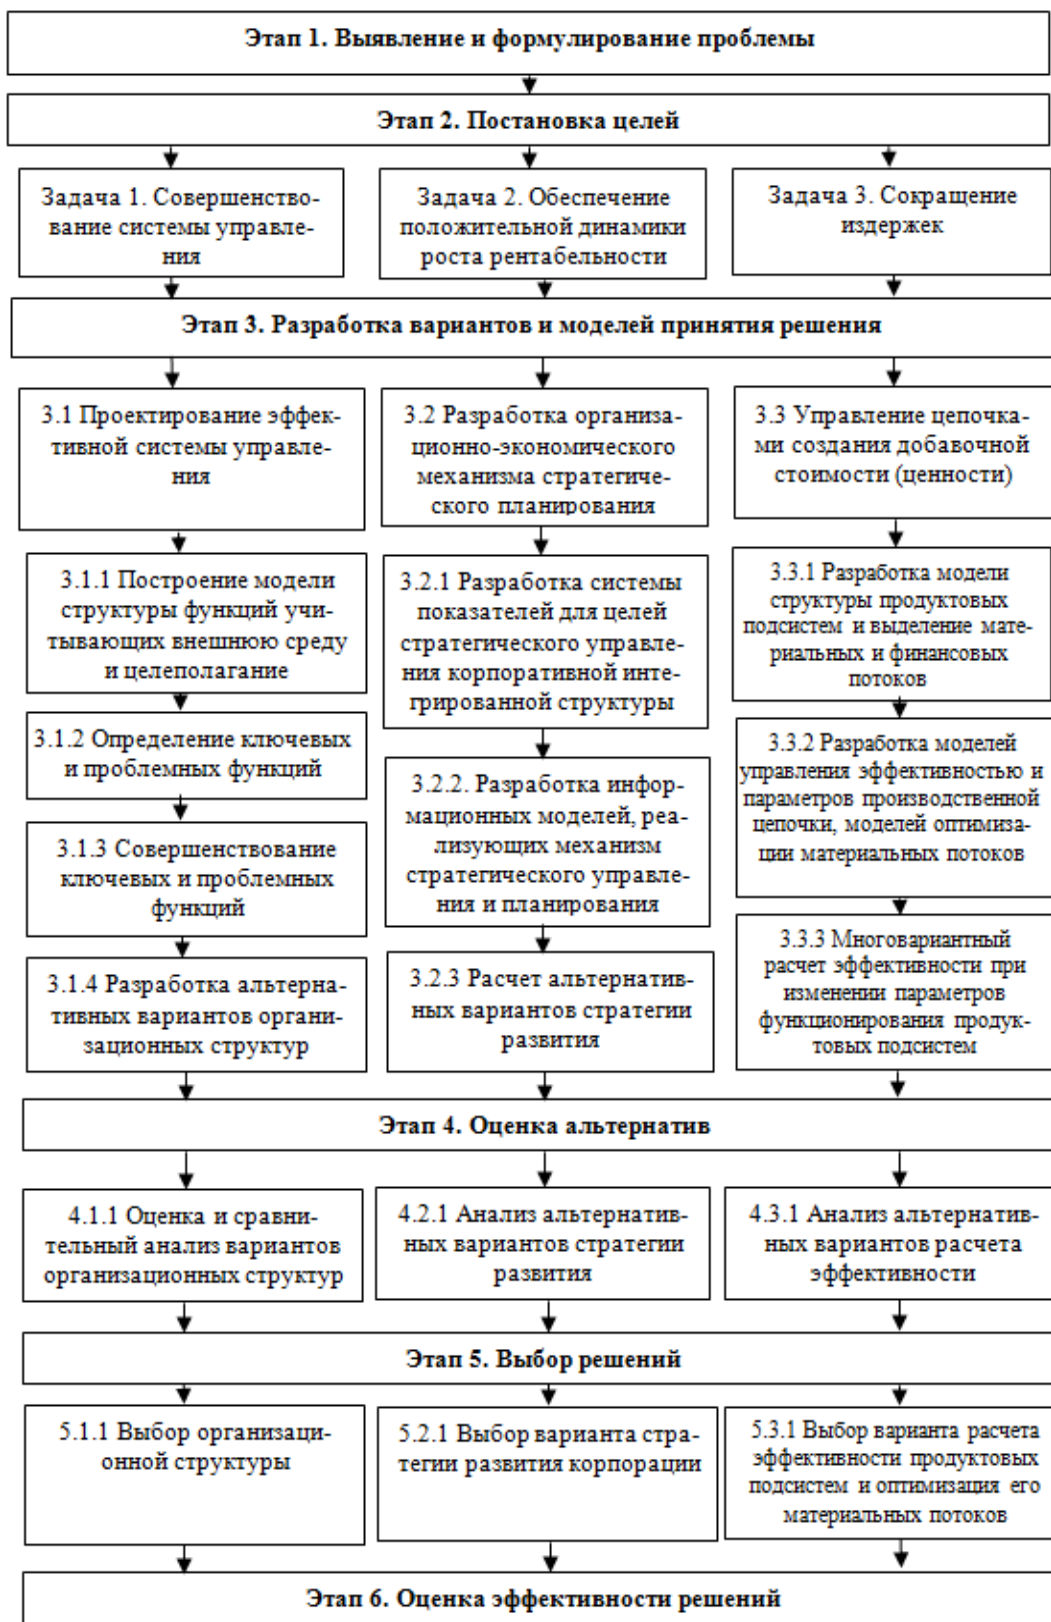 Этап 1. Выявление и формулирование проблемы
Этап 2. Постановка целей
Задача 1. Совершенство-
вание системы управле-
ния
Задача 2. Обеспечение
положительной динамики
роста рентабельности
Задача 3. Сокращение
издержек
Этап 3. Разработка вариантов и моделей принятия решения
3.1 Проектирование эффек-
тивной системы управле-
ния
3.2 Разработка организа-
ционно-экономического
механизма стратегиче-
ского планирования
3.3 Управление цепочка-
ми создания добавочной
стоимости (ценности)
3.1.1 Построение модели
структуры функций учи-
тывающих внешнюю среду
и целеполагание
3.2.1 Разработка системы
показателей для целей
стратегического управле-
ния корпоративной инте-
грированной структуры
3.3.1 Разработка модели
структуры продуктовых
подсистем и выделение мате-
риальных и финансовых
потоков
3.1.2 Определение ключевых
и проблемных функций
3.2.2. Разработка инфор-
мационных моделей, реа-
лизующих механизм
стратегического управле-
ния и планирования
3.3.2 Разработка моделей
управления эффективностью и
параметров производственной
цепочки, моделей оптимиза-
ции материальных потоков
3.1.3 Совершенствование
ключевых и проблемных
функций
3.1.4 Разработка альтерна-
тивных вариантов органи-
зационных структур
3.2.3 Расчет альтернатив-
ных вариантов стратегии
развития
3.3.3 Многовариантный
расчет эффективности при
изменении параметров
функционирования продук-
товых подсистем
Этап 4. Оценка альтернатив
4.1.1 Оценка и сравни-
тельный анализ вариантов
организационных структур
4.2.1 Анализ альтернатив-
ных вариантов стратегии
развития
4.3.1 Анализ альтернатив-
ных вариантов расчета
эффективности
Этап 5. Выбор решений
5.1.1 Выбор организаци-
онной структуры
5.2.1 Выбор варианта стра-
тегии развития корпорации
5.3.1 Выбор варианта расчета
эффективности продуктовых
подсистем и оптимизация его
материальных потоков
Этап 6. Оценка эффективности решений